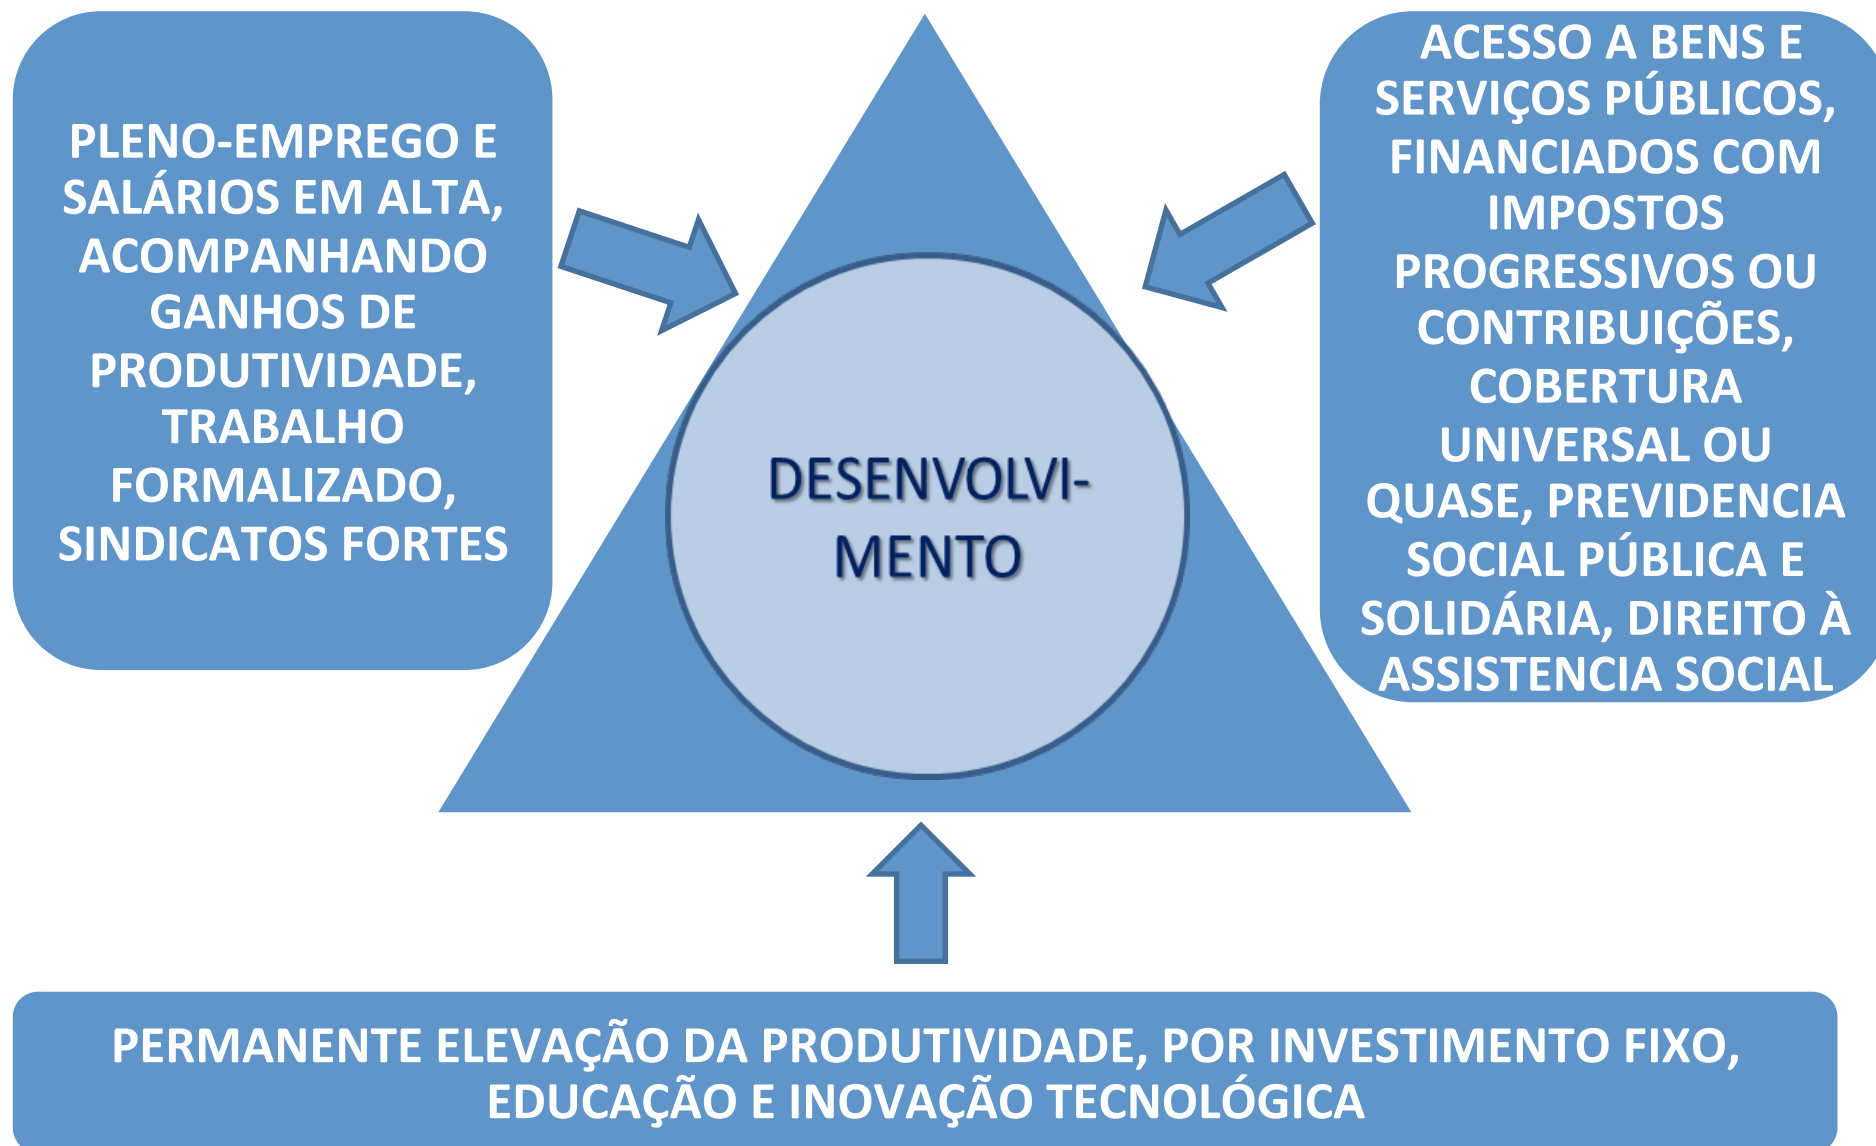 PLENO-EMPREGO E
SALÁRIOS EM ALTA,
ACOMPANHANDO
GANHOS DE
PRODUTIVIDADE,
TRABALHO
FORMALIZADO,
SINDICATOS FORTES
DESENVOLVI-
MENTO
ACESSO A BENS E
SERVIÇOS PÚBLICOS,
FINANCIADOS COM
IMPOSTOS
PROGRESSIVOS OU
CONTRIBUIÇÕES,
COBERTURA
UNIVERSAL OU
QUASE, PREVIDENCIA
SOCIAL PÚBLICA E
SOLIDÁRIA, DIREITO À
ASSISTENCIA SOCIAL
PERMANENTE ELEVAÇÃO DA PRODUTIVIDADE, POR INVESTIMENTO FIXO,
EDUCAÇÃO E INOVAÇÃO TECNOLÓGICA